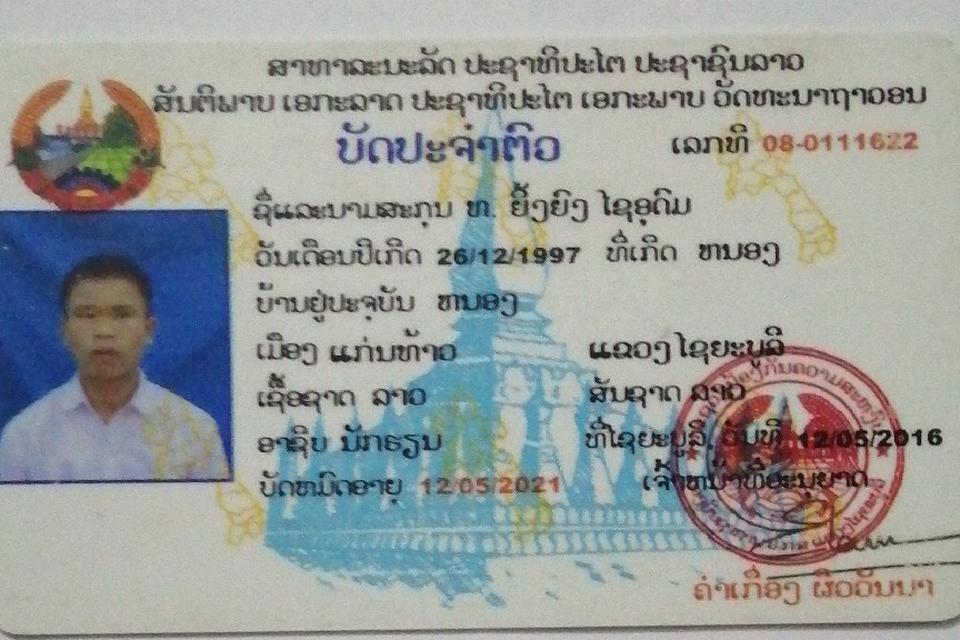 ສາທາລະນະລັດ ປະຊາທິປະໄຕ ປະຊາຊົນລາວ
ສັນຕິພາບ ເອກະລາດ ປະຊາທິປະໄຕ ເອກະພາບ ວັດທະນາຖາວອນ
ບັດປະຈຳຕົວ ເລກທີ 08-0111622
ຊື່ແລະນາມສະກຸນ ທ. ຍິ້ງຍົງ ໄຊອຸດົມ
ວັນເດືອນປີເກີດ 26/12/1997 ທີ່ເກີດ ຫນອງ
ບ້ານຢູ່ປະຈຸບັນ ຫນອງ
ເມືອງ ແກ່ນທ້າວ ແຂວງ ໄຊຍະບູລີ
ເຊື້ອຊາດ ລາວ ສັນຊາດ ລາວ
ອາຊີບ ນັກຮຽນ ທີ່ໄຊຍະບູລີ, ວັນທີ 12/05/2016
ບັດຫມົດອາຍຸ 12/05/2021 ເຈົ້າຫນ້າທີ່ອະນຸຍາດ
ຄຳເກື່ອງ ຜິວວັນນາ